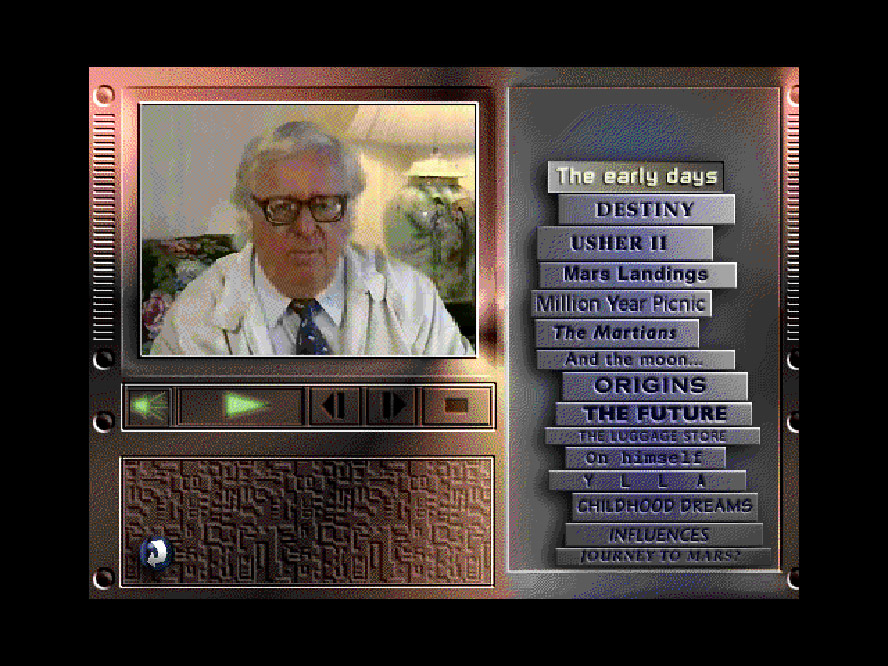 The early days
DESTINY
USHER II
Mars Landings
Million Year Picnic
The Martians
And the moon...
ORIGINS
THE FUTURE
THE LUGGAGE STORE
On himself
Y L L A
CHILDHOOD DREAMS
INFLUENCES
JOURNEY TO MARS?